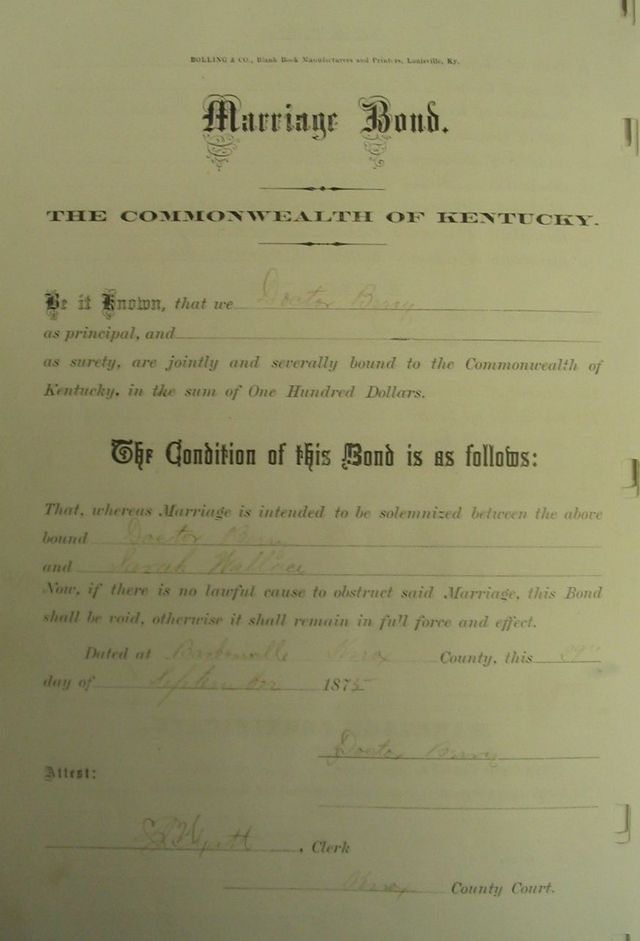 BOLLING & CO., Blank Book Manufacturers and Printers, Louisville, Ky.
Marriage Bond.
THE COMMONWEALTH OF KENTUCKY.
Be it Known, that we Doctor Berry
as principal, and
as surety, are jointly and severally bound to the Commonwealth of
Kentucky, in the sum of One Hundred Dollars.
The Condition of this Bond is as follows:
That, whereas Marriage is intended to be solemnized between the above
bound Doctor Berry
and Sarah Wallace
Now, if there is no lawful cause to obstruct said Marriage, this Bond
shall be void, otherwise it shall remain in full force and effect.
Dated at Barbourville Knox County, this 29"
day of September 1875
Doctor Berry
Attest:
, Clerk
Knox County Court.